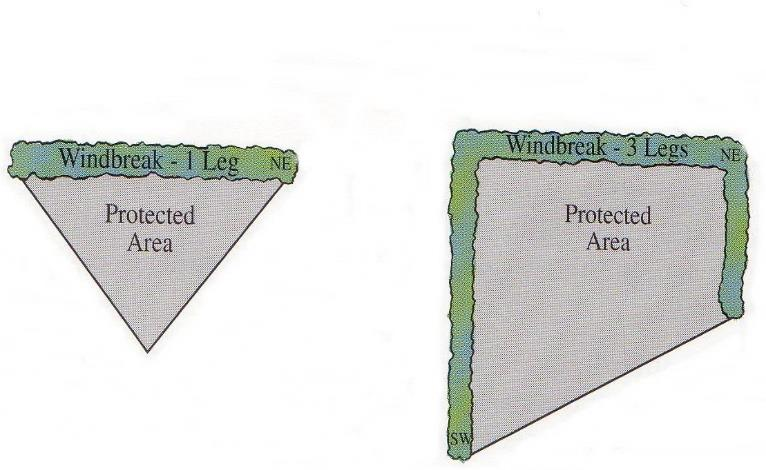 Windbreak - 1 Leg
NE
Protected
Area
Windbreak - 3 Legs
NE
Protected
Area
SW